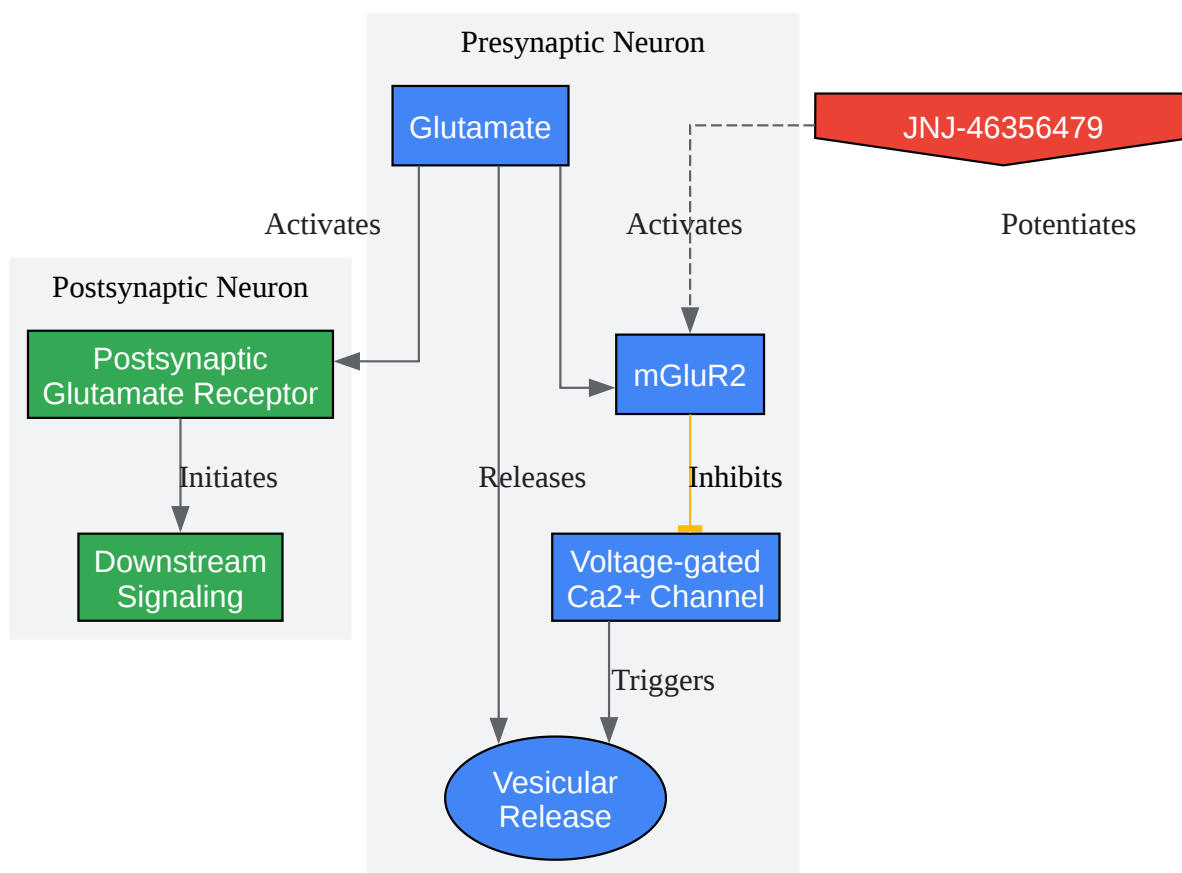 Presynaptic Neuron
Glutamate
JNJ-46356479
Activates
Activates
Potentiates
Postsynaptic Neuron
Postsynaptic
Glutamate Receptor
mGluR2
Initiates
Releases
Inhibits
Downstream
Signaling
Voltage-gated
Ca2+ Channel
Triggers
Vesicular
Release